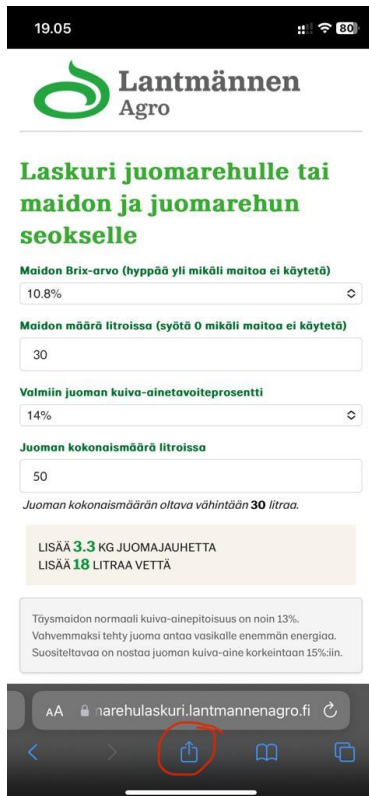 19.05
80
Lantmännen
Agro
Laskuri juomarehulle tai
maidon ja juomarehun
seokselle
Maidon Brix-arvo (hyppää yli mikäli maitoa ei käytetä)
10.8%
Maidon määrä litroissa (syötä 0 mikäli maitoa ei käytetä)
30
Valmiin juoman kuiva-ainetavoiteprosentti
14%
Juoman kokonaismäärä litroissa
50
Juoman kokonaismäärän oltava vähintään 30 litraa.
LISÄÄ 3.3 KG JUOMAJAUHETTA
LISÄÄ 18 LITRAA VETTÄ
Täysmaidon normaali kuiva-ainepitoisuus on noin 13%.
Vahvemmaksi tehty juoma antaa vasikalle enemmän energiaa.
Suositeltavaa on nostaa juoman kuiva-aine korkeintaan 15%:iin.
AA narehulaskuri.lantmannenagro.fi